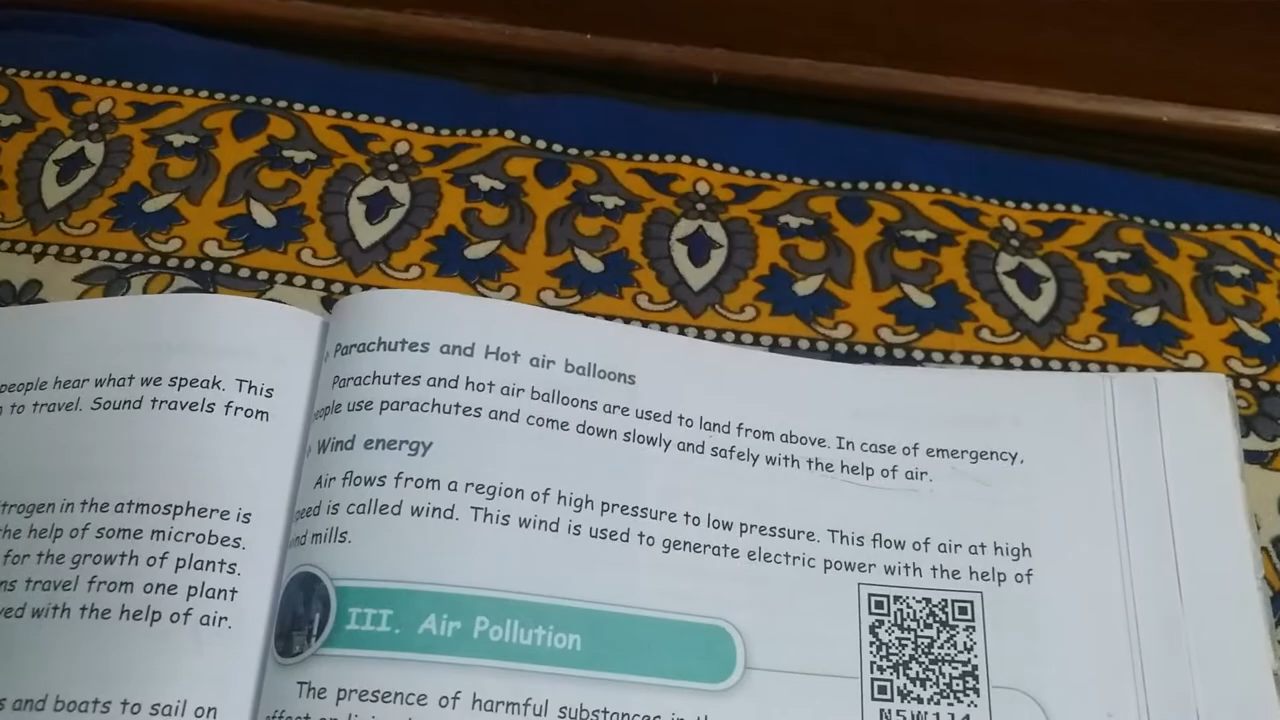 people hear what we speak. This
to travel. Sound travels from
in the atmosphere is
the help of some microbes.
for the growth of plants.
travel from one plant
with the help of air.
and boats to sail on
Parachutes and Hot air balloons
Parachutes and hot air balloons are used to land from above. In case of emergency,
people use parachutes and come down slowly and safely with the help of air.
Wind energy
Air flows from a region of high pressure to low pressure. This flow of air at high
speed is called wind. This wind is used to generate electric power with the help of
wind mills.
III. Air Pollution
The presence of harmful substances in
N5W1J4